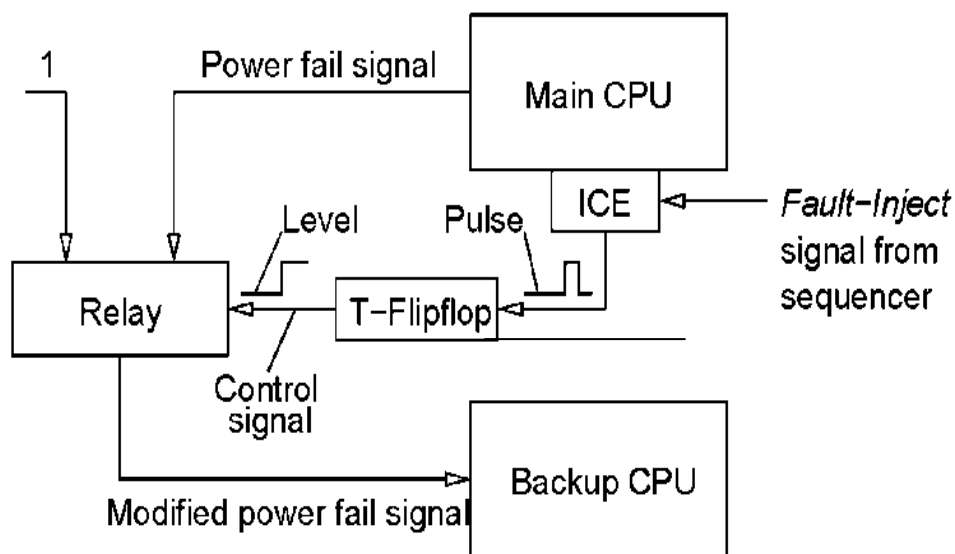 1
Power fail signal
Main CPU
ICE
Fault-Inject
signal from
sequencer
Level
Pulse
Relay
T-Flipflop
Control
signal
Backup CPU
Modified power fail signal